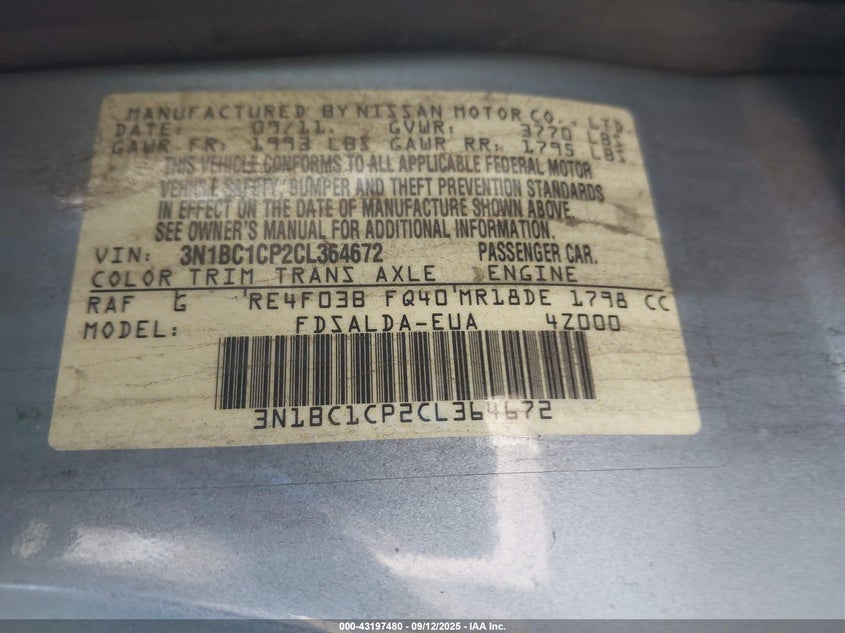 MANUFACTURED BY NISSAN MOTOR CO., LTD.
DATE: 09/11. GVWR: 3770 LBS
GAWR FR: 1993 LBS GAWR RR: 1795 LBS
THIS VEHICLE CONFORMS TO ALL APPLICABLE FEDERAL MOTOR
VEHICLE SAFETY, BUMPER AND THEFT PREVENTION STANDARDS
IN EFFECT ON THE DATE OF MANUFACTURE SHOWN ABOVE.
SEE OWNER'S MANUAL FOR ADDITIONAL INFORMATION.
VIN: 3N1BC1CP2CL364672 PASSENGER CAR.
COLOR TRIM TRANS AXLE ENGINE
RAF G RE4F03B FQ40 MR18DE 1798 CC
MODEL: FDSALDA-EUA 4Z000
3N1BC1CP2CL364672
000-43197480 - 09/12/2025 - IAA Inc.